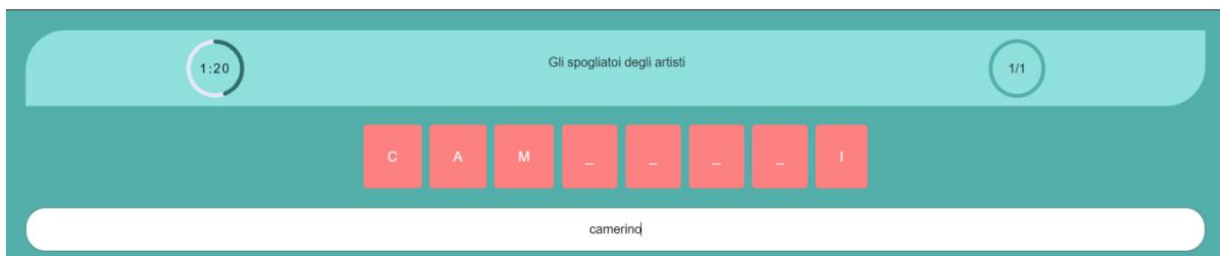 1:20
Gli spogliatoi degli artisti
1/1
C A M _ _ _ _ I
camerino